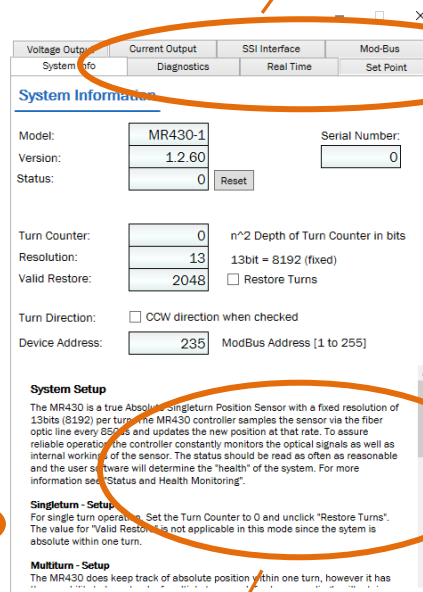 Voltage Output Current Output SSI Interface Mod-Bus
System Info Diagnostics Real Time Set Point
System Information
Model: MR430-1 Serial Number:
Version: 1.2.60 0
Status: 0 Reset
Turn Counter: 0 n^2 Depth of Turn Counter in bits
Resolution: 13 13bit = 8192 (fixed)
Valid Restore: 2048 Restore Turns
Turn Direction: CCW direction when checked
Device Address: 235 ModBus Address [1 to 255]
System Setup
The MR430 is a true Absolute Singleturn Position Sensor with a fixed resolution of
13bits (8192) per turn. The MR430 controller samples the sensor via the fiber
optic line every 850us and updates the new position at that rate. To assure
reliable operation the controller constantly monitors the optical signals as well as
internal workings of the sensor. The status should be read as often as reasonable
and the user software will determine the "health" of the system. For more
information see "Status and Health Monitoring".
Singleturn - Setup
For single turn operation, Set the Turn Counter to 0 and unclick "Restore Turns".
The value for "Valid Restore" is not applicable in this mode since the sytem is
absolute within one turn.
Multiturn - Setup
The MR430 does keep track of absolute position within one turn, however it has